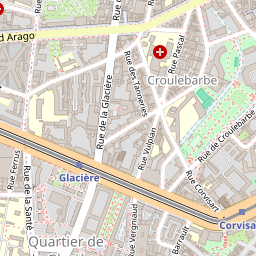 d Arago
Rue de la Glacière
Rue des Tanneries
Rue Pascal
Croulebarbe
Rue de Croulebarbe
Rue Vulpian
Rue Corvisart
Rue Ferrus
Rue de la Santé
Glacière
Corvisa
Rue Vergniaud
Barrault
Quartier de